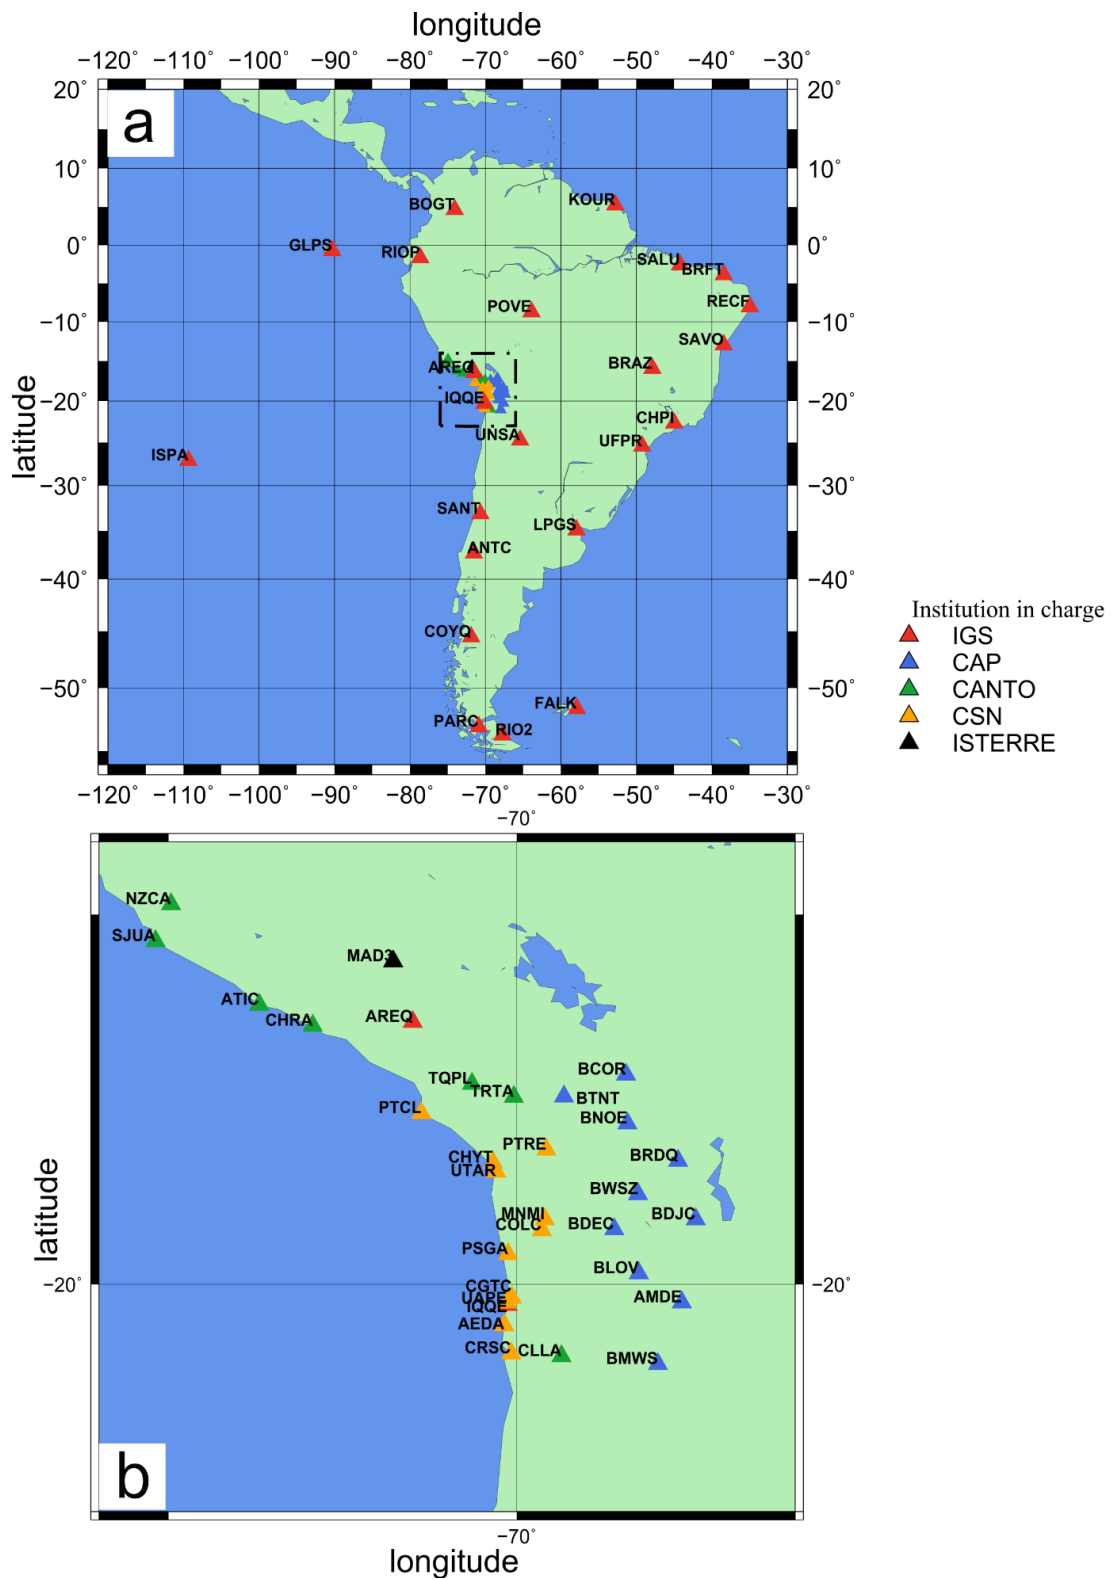 longitude
−120° −110° −100° −90° −80° −70° −60° −50° −40° −30°
20° 20°
a
10° 10°
BOGT KOUR
GLPS RIOP 0° 0°
SALU BRFT
POVE RECF
−10° −10°
SAVO
AREQ BRAZ
−20° −20°
IQQE
CHPI
UNSA UFPR
ISPA
−30° −30°
SANT LPGS
ANTC
−40° −40°
COYQ
−50° −50°
FALK
PARC RIO2
latitude
−120° −110° −100° −90° −80° −70° −60° −50° −40° −30°
Institution in charge
IGS
CAP
CANTO
CSN
ISTERRE
−70°
NZCA
SJUA
MAD3
ATIC
CHRA AREQ
BCOR
TQPL TRTA BTNT
PTCL BNOE
PTRE
CHYT BRDQ
UTAR
BWSZ
MNMI BDJC
COLC BDEC
PSGA
BLOV
−20° −20°
CGTC
UAPE AMDE
IQQE
AEDA
CRSC CLLA BMWS
latitude
b
−70°
longitude